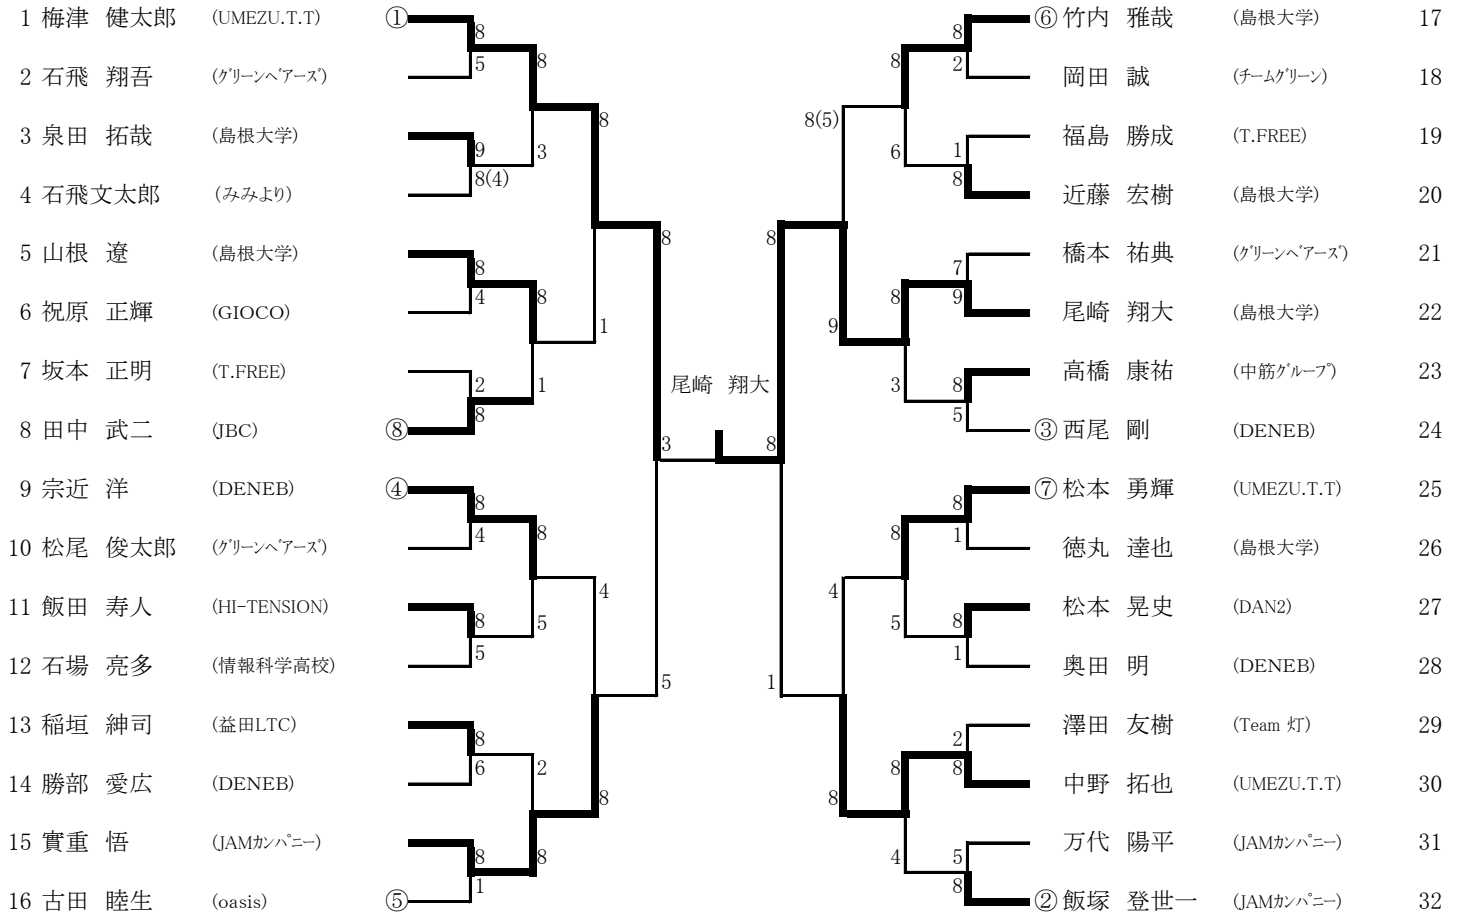 1 梅津 健太郎 (UMEZU.T.T) ①
2 石飛 翔吾 (グリーンベアーズ)
3 泉田 拓哉 (島根大学)
4 石飛文太郎 (みみより)
5 山根 遼 (島根大学)
6 祝原 正輝 (GIOCO)
7 坂本 正明 (T.FREE)
8 田中 武二 (JBC) ⑧
9 宗近 洋 (DENEB) ④
10 松尾 俊太郎 (グリーンベアーズ)
11 飯田 寿人 (HI-TENSION)
12 石場 亮多 (情報科学高校)
13 稲垣 紳司 (益田LTC)
14 勝部 愛広 (DENEB)
15 實重 悟 (JAMカンパニー)
16 古田 睦生 (oasis) ⑤
8
5
9
8(4)
8
4
2
8
8
4
8
5
8
6
8
1
8
3
8
1
8
5
2
8
8
1
4
8
8
5
3
尾崎 翔大
8
8
1
8(5)
9
4
8
8
6
8
3
8
5
8
4
8
2
1
8
7
9
8
5
8
1
8
1
2
8
5
8
⑥ 竹内 雅哉 (島根大学) 17
岡田 誠 (チームグリーン) 18
福島 勝成 (T.FREE) 19
近藤 宏樹 (島根大学) 20
橋本 祐典 (グリーンベアーズ) 21
尾崎 翔大 (島根大学) 22
高橋 康祐 (中筋グループ) 23
③ 西尾 剛 (DENEB) 24
⑦ 松本 勇輝 (UMEZU.T.T) 25
徳丸 達也 (島根大学) 26
松本 晃史 (DAN2) 27
奥田 明 (DENEB) 28
澤田 友樹 (Team 灯) 29
中野 拓也 (UMEZU.T.T) 30
万代 陽平 (JAMカンパニー) 31
② 飯塚 登世一 (JAMカンパニー) 32